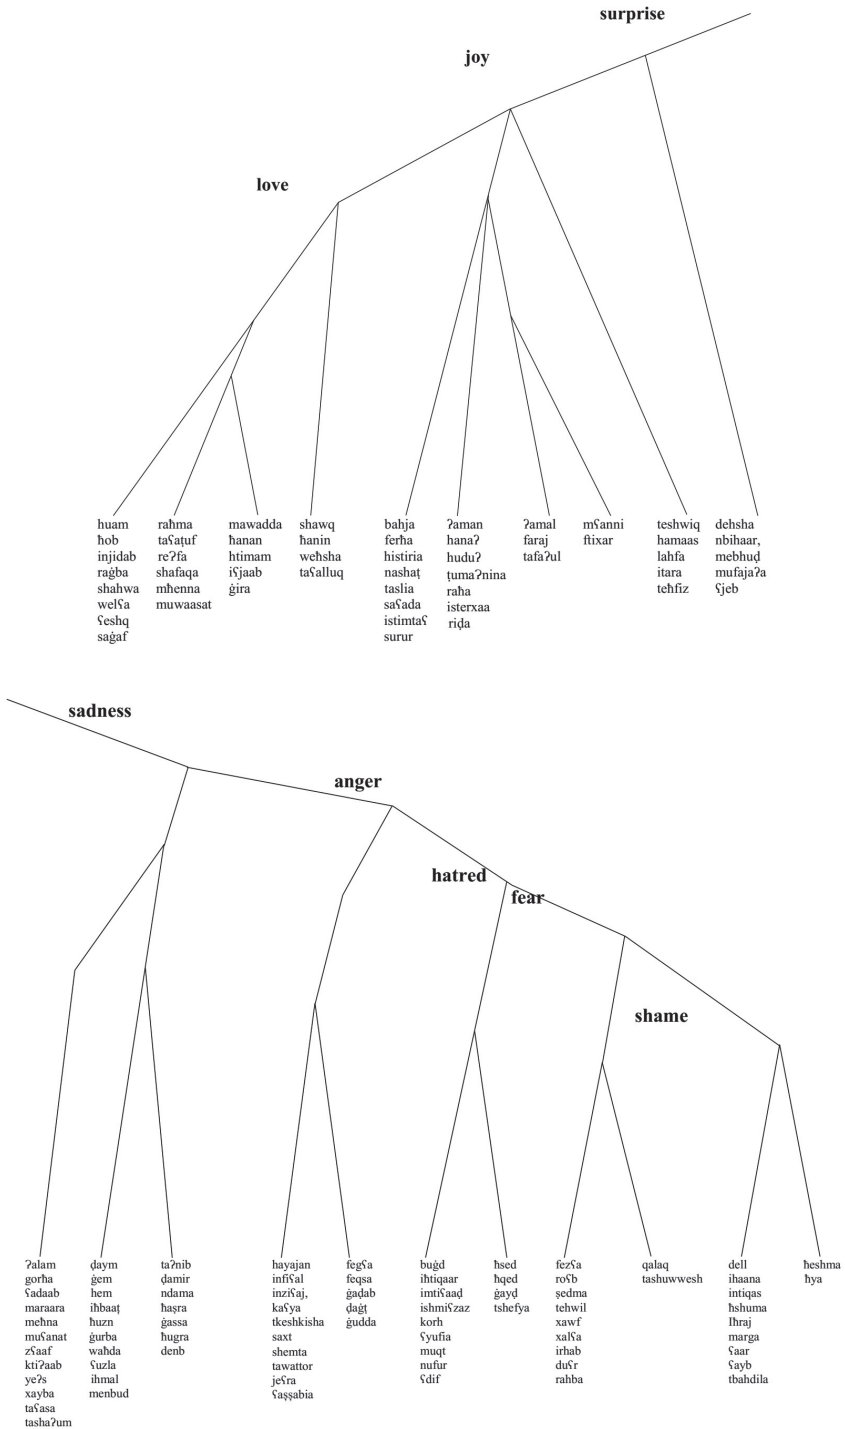 surprise
joy
love
huam
ħob
injidab
raġba
shahwa
welʕa
ʕeshq
saġaf
raħma
taʕaṭuf
reʔfa
shafaqa
mħenna
muwaasat
mawadda
ħanan
htimam
iʕjaab
ġira
shawq
ħanin
weħsha
taʕalluq
bahja
ferħa
histiria
nashaṭ
taslia
saʕada
istimtaʕ
surur
ʔaman
hanaʔ
huduʔ
ṭumaʔnina
raħa
isterxaa
riḍa
ʔamal
faraj
tafaʔul
mʕanni
ftixar
teshwiq
hamaas
lahfa
itara
teħfiz
dehsha
nbihaar,
mebhuḍ
mufajaʔa
ʕjeb
sadness
anger
hatred
fear
shame
ʔalam
gorħa
ʕadaab
maraara
meħna
muʕanat
zʕaaf
ktiʔaab
yeʔs
xayba
taʕasa
tashaʔum
ḍaym
ġem
hem
iħbaaṭ
ħuzn
ġurba
waħda
ʕuzla
ihmal
menbud
taʔnib
ḍamir
ndama
ħaṣra
ġassa
ħugra
denb
hayajan
infiʕal
inziʕaj,
kaʕya
tkeshkisha
saxt
shemta
tawattor
jeʕra
ʕaṣṣabia
fegʕa
feqsa
ġaḍab
ḍaġṭ
ġudda
buġd
iħtiqaar
imtiʕaaḍ
ishmiʕzaz
korh
ʕyufia
muqt
nufur
ʕdif
ħsed
ħqed
ġayḍ
tshefya
fezʕa
roʕb
ṣedma
tehwil
xawf
xalʕa
irhab
duʕr
rahba
qalaq
tashuwwesh
dell
ihaana
intiqas
ħshuma
Iħraj
marga
ʕaar
ʕayb
tbahdila
ħeshma
ħya